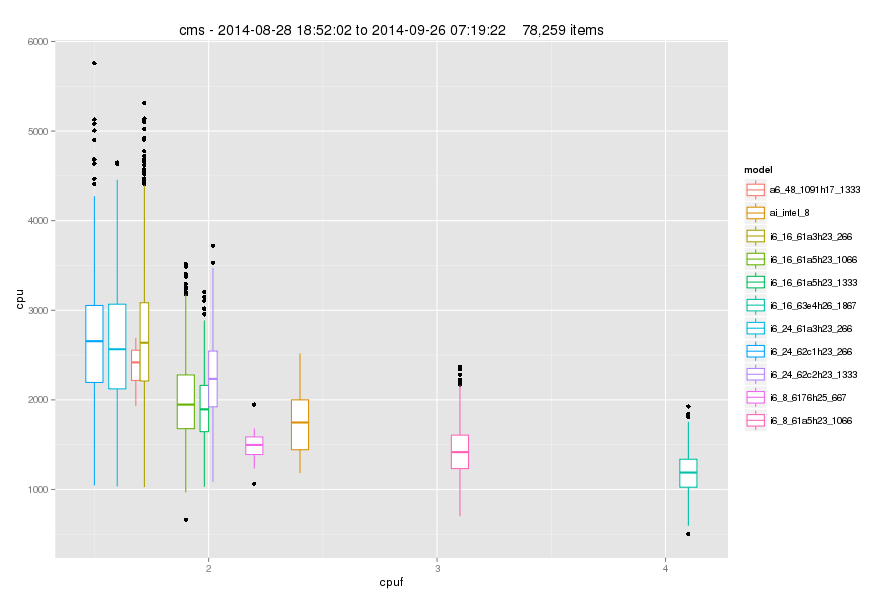 cms - 2014-08-28 18:52:02 to 2014-09-26 07:19:22 78,259 items
6000
5000
4000
3000
2000
1000
cpu
2
3
4
cpuf
model
a6_48_1091h17_1333
ai_intel_8
i6_16_61a3h23_266
i6_16_61a5h23_1066
i6_16_61a5h23_1333
i6_16_63e4h26_1867
i6_24_61a3h23_266
i6_24_62c1h23_266
i6_24_62c2h23_1333
i6_8_6176h25_667
i6_8_61a5h23_1066